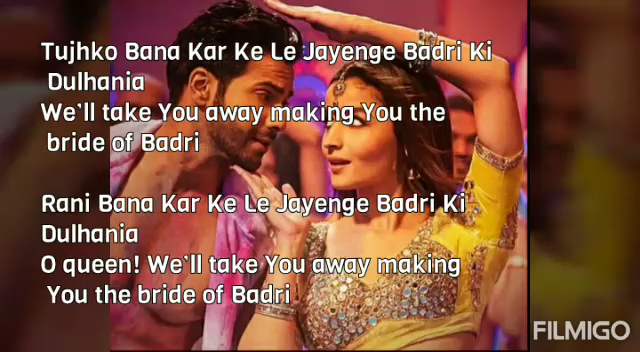 Tujhko Bana Kar Ke Le Jayenge Badri Ki
Dulhania
We'll take You away making You the
bride of Badri
Rani Bana Kar Ke Le Jayenge Badri Ki
Dulhania
O queen! We'll take You away making
You the bride of Badri
FILMIGO